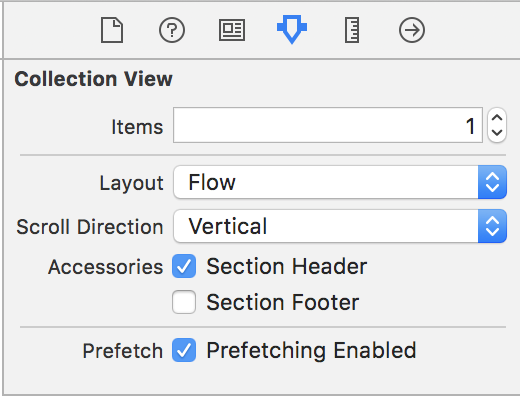 Collection View
Items 1
Layout Flow
Scroll Direction Vertical
Accessories Section Header
Section Footer
Prefetch Prefetching Enabled